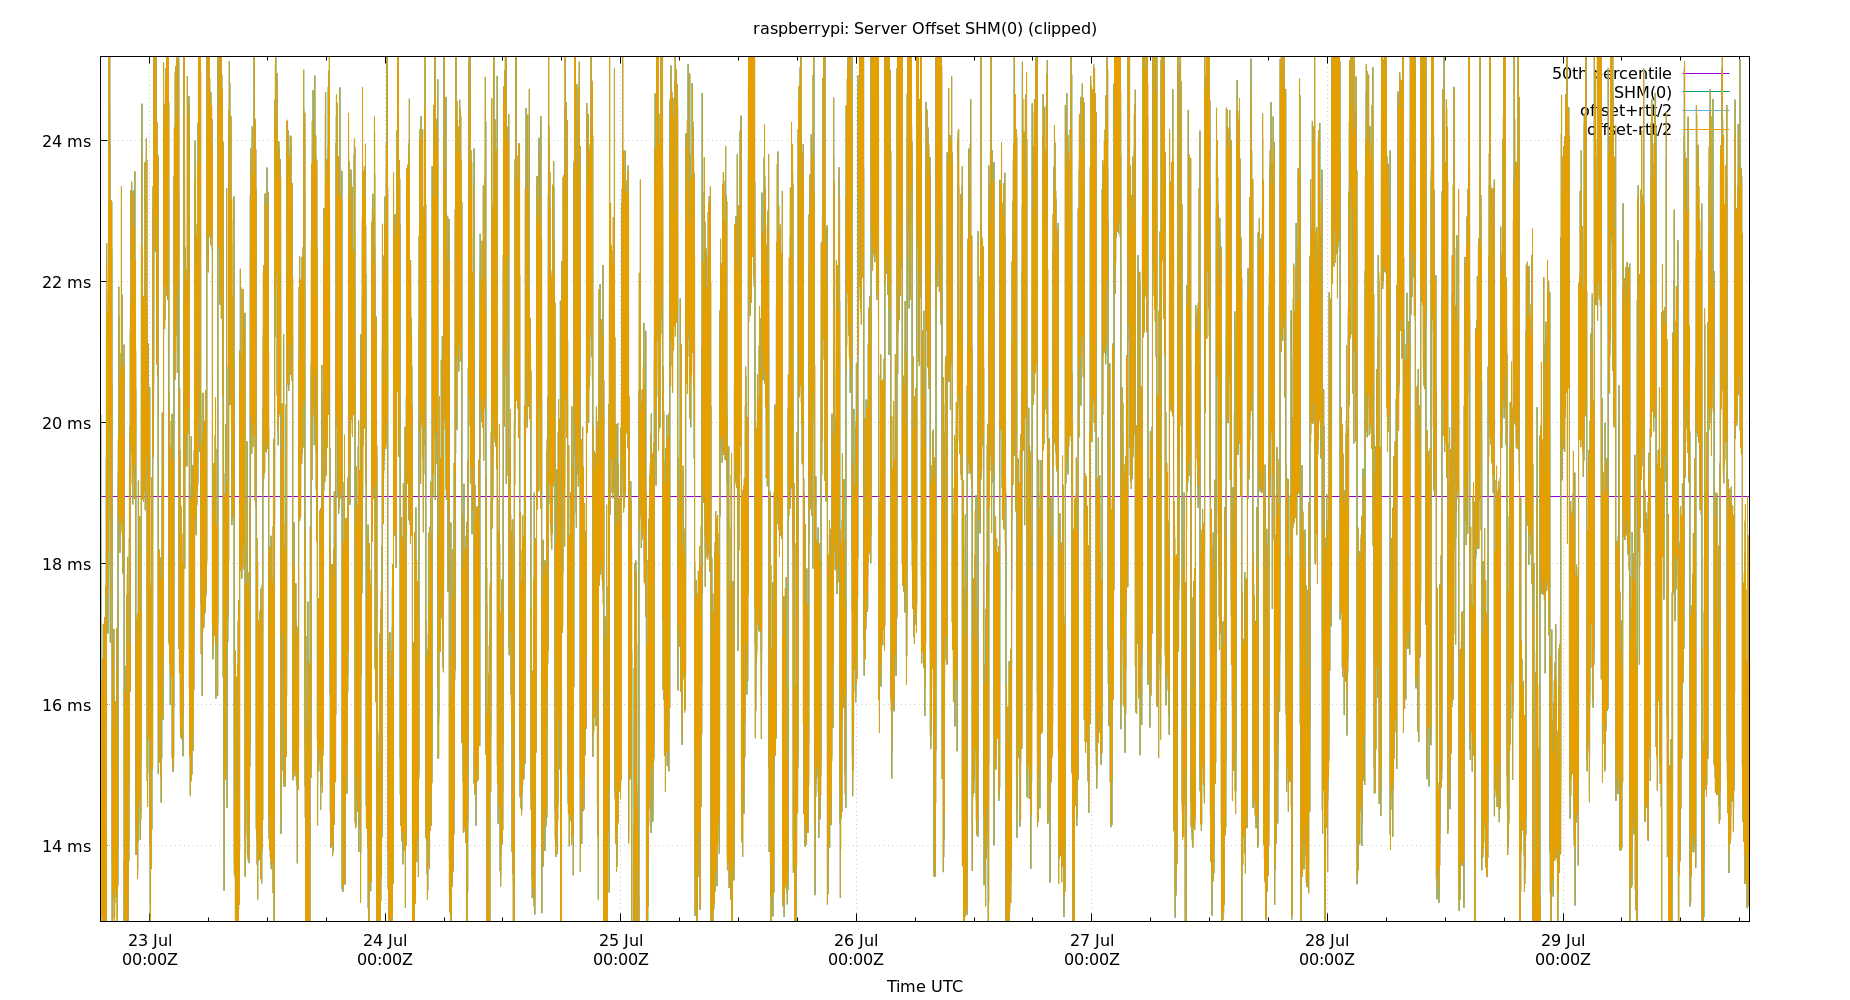 raspberrypi: Server Offset SHM(0) (clipped)
50th percentile
SHM(0)
offset+rtt/2
offset-rtt/2
24 ms
22 ms
20 ms
18 ms
16 ms
14 ms
23 Jul 24 Jul 25 Jul 26 Jul 27 Jul 28 Jul 29 Jul
00:00Z 00:00Z 00:00Z 00:00Z 00:00Z 00:00Z 00:00Z
Time UTC